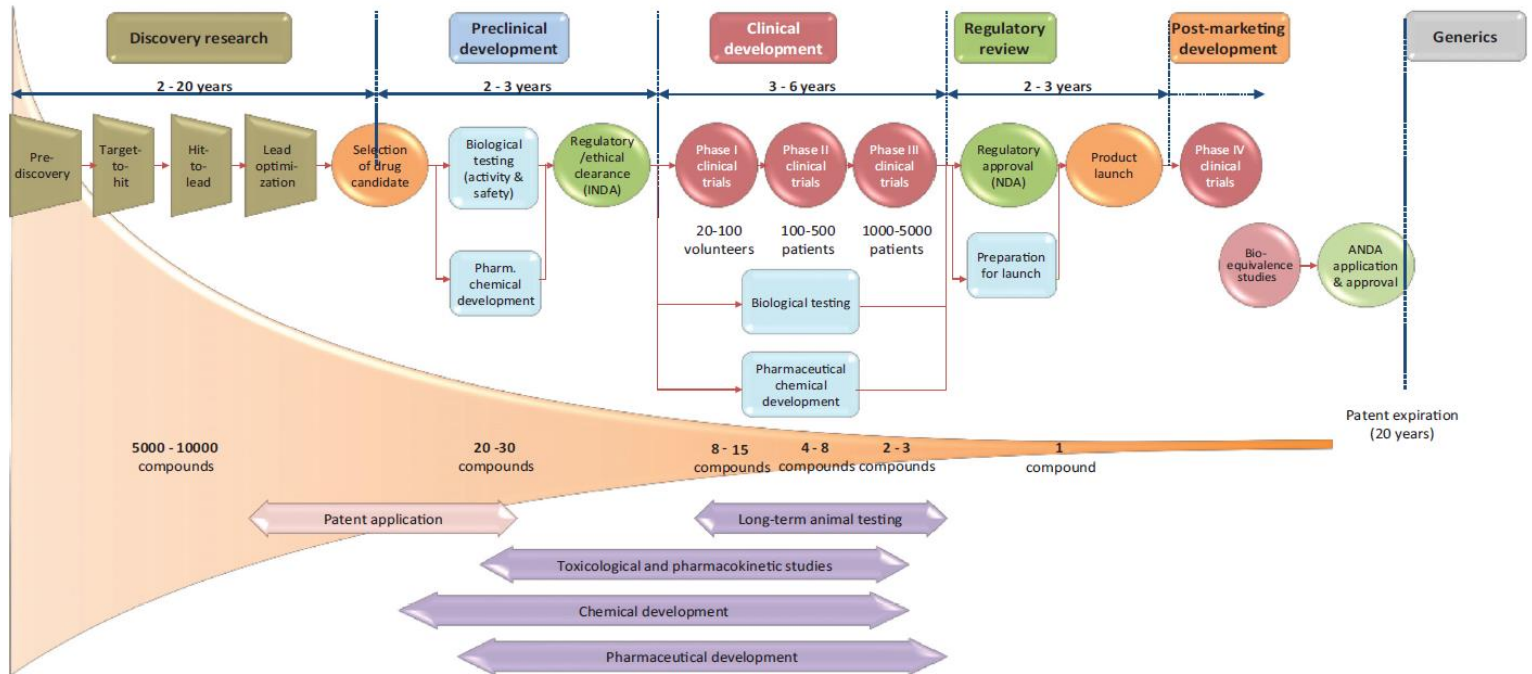 Discovery research
Preclinical
development
Clinical
development
Regulatory
review
Post-marketing
development
Generics
2 - 20 years
2 - 3 years
3 - 6 years
2 - 3 years
Pre-
discovery
Target-
to-
hit
Hit-
to-
lead
Lead
optimi-
zation
Selection
of drug
candidate
Biological
testing
(activity &
safety)
Regulatory
/ethical
clearance
(INDA)
Phase I
clinical
trials
Phase II
clinical
trials
Phase III
clinical
trials
Regulatory
approval
(NDA)
Product
launch
Phase IV
clinical
trials
20-100
volunteers
100-500
patients
1000-5000
patients
Pharm.
chemical
development
Preparation
for launch
Bio-
equivalence
studies
ANDA
application
& approval
Biological testing
Pharmaceutical
chemical
development
Patent expiration
(20 years)
5000 - 10000
compounds
20 -30
compounds
8 - 15
compounds
4 - 8
compounds
2 - 3
compounds
1
compound
Patent application
Long-term animal testing
Toxicological and pharmacokinetic studies
Chemical development
Pharmaceutical development